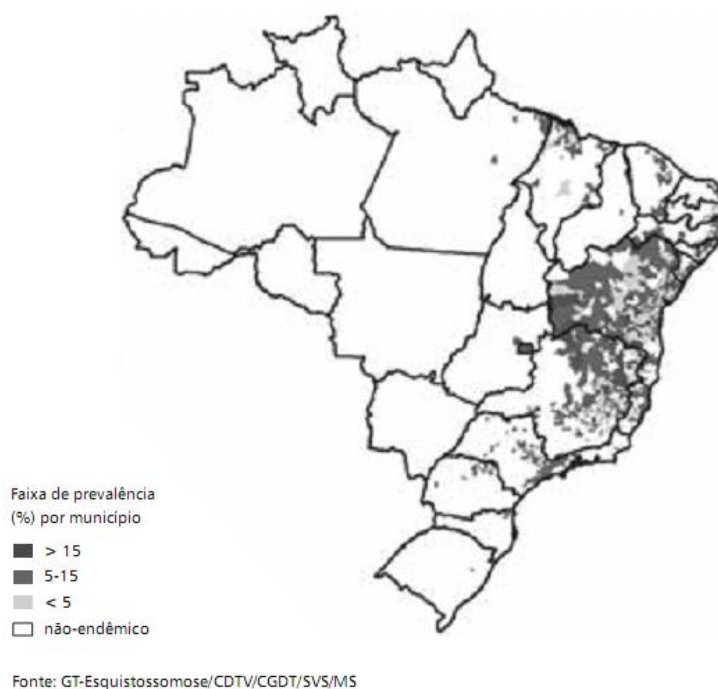 Faixa de prevalência
(%) por município
> 15
5-15
< 5
não-endêmico
Fonte: GT-Esquistossomose/CDTV/CGDT/SVS/MS